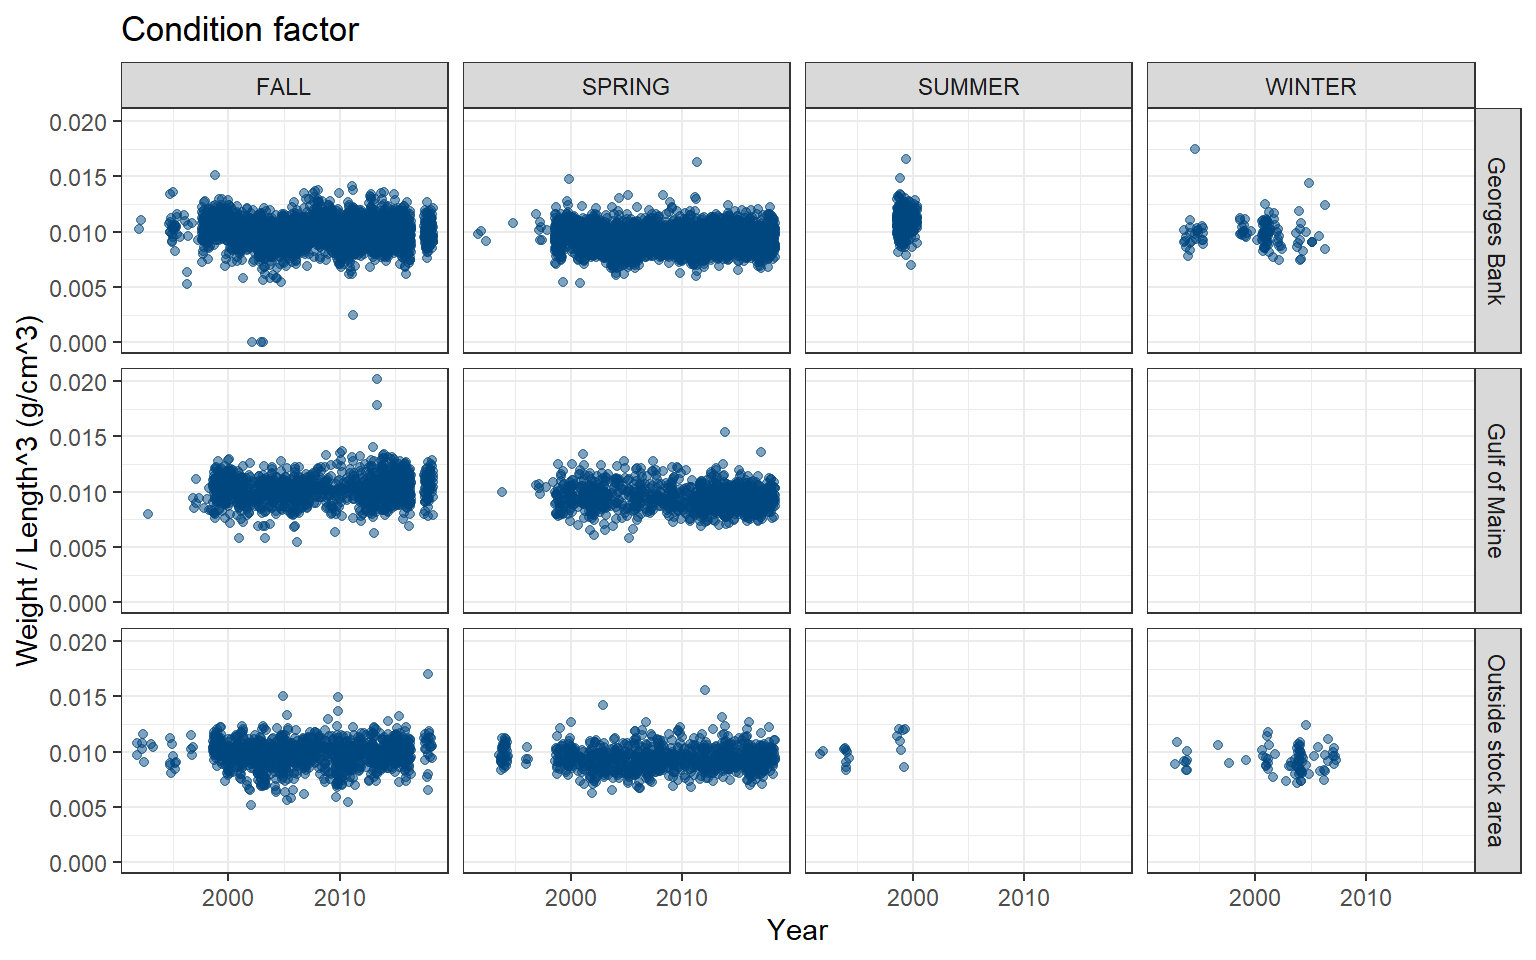 Condition factor
FALL SPRING SUMMER WINTER
0.020
0.015
0.010
0.005
0.000
Georges Bank
0.020
0.015
0.010
0.005
0.000
Gulf of Maine
0.020
0.015
0.010
0.005
0.000
Outside stock area
Weight / Length^3 (g/cm^3)
2000 2010 2000 2010 2000 2010 2000 2010
Year